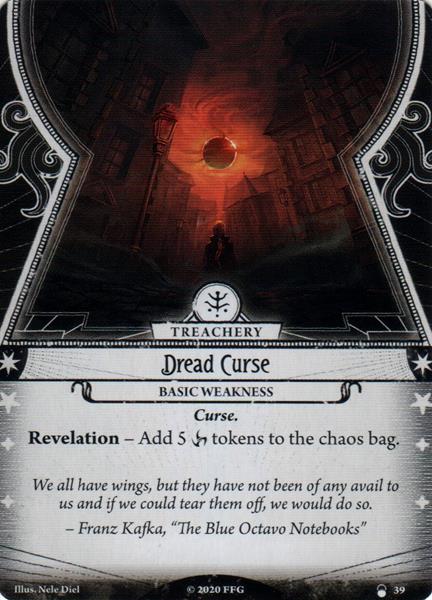 TREACHERY
Dread Curse
BASIC WEAKNESS
Curse.
Revelation – Add 5 tokens to the chaos bag.
We all have wings, but they have not been of any avail to
us and if we could tear them off, we would do so.
– Franz Kafka, “The Blue Octavo Notebooks”
Illus. Nele Diel © 2020 FFG 39